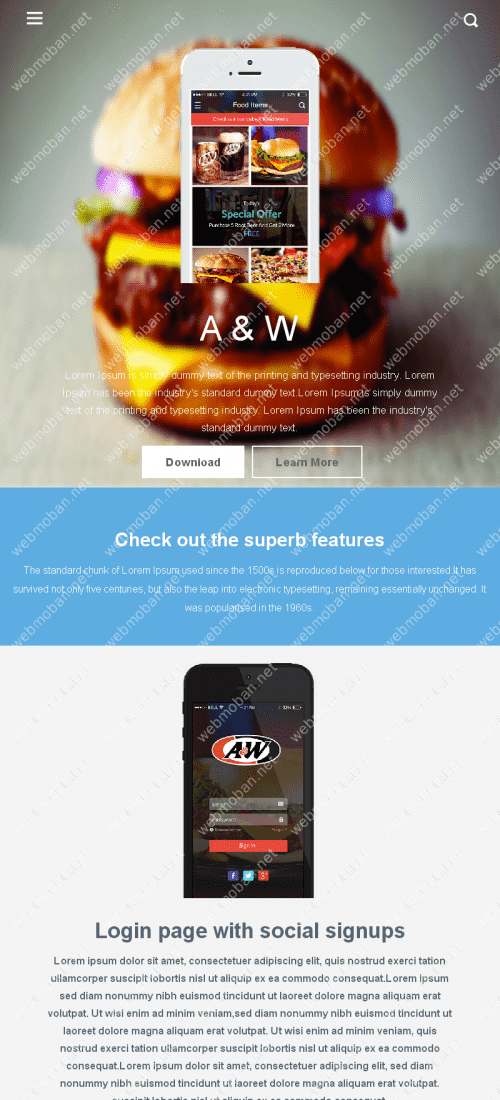 BELL
4:21 PM
22%
Food Items
Today's
Special Offer
Purchase 5 Root Beer And Get 2 More
FREE
A & W
Lorem Ipsum is simply dummy text of the printing and typesetting industry. Lorem
Ipsum has been the industry's standard dummy text.Lorem Ipsum is simply dummy
text of the printing and typesetting industry. Lorem Ipsum has been the industry's
standard dummy text.
Download
Learn More
Check out the superb features
The standard chunk of Lorem Ipsum used since the 1500s is reproduced below for those interested.It has
survived not only five centuries, but also the leap into electronic typesetting, remaining essentially unchanged. It
was popularised in the 1960s.
A&W
Sign In
Login page with social signups
Lorem ipsum dolor sit amet, consectetuer adipiscing elit, quis nostrud exerci tation
ullamcorper suscipit lobortis nisl ut aliquip ex ea commodo consequat.Lorem ipsum
sed diam nonummy nibh euismod tincidunt ut laoreet dolore magna aliquam erat
volutpat. Ut wisi enim ad minim veniam,sed diam nonummy nibh euismod tincidunt ut
laoreet dolore magna aliquam erat volutpat. Ut wisi enim ad minim veniam, quis
nostrud exerci tation ullamcorper suscipit lobortis nisl ut aliquip ex ea commodo
consequat.Lorem ipsum dolor sit amet, consectetuer adipiscing elit, sed diam
nonummy nibh euismod tincidunt ut laoreet dolore magna aliquam erat volutpat.
webmoban.net